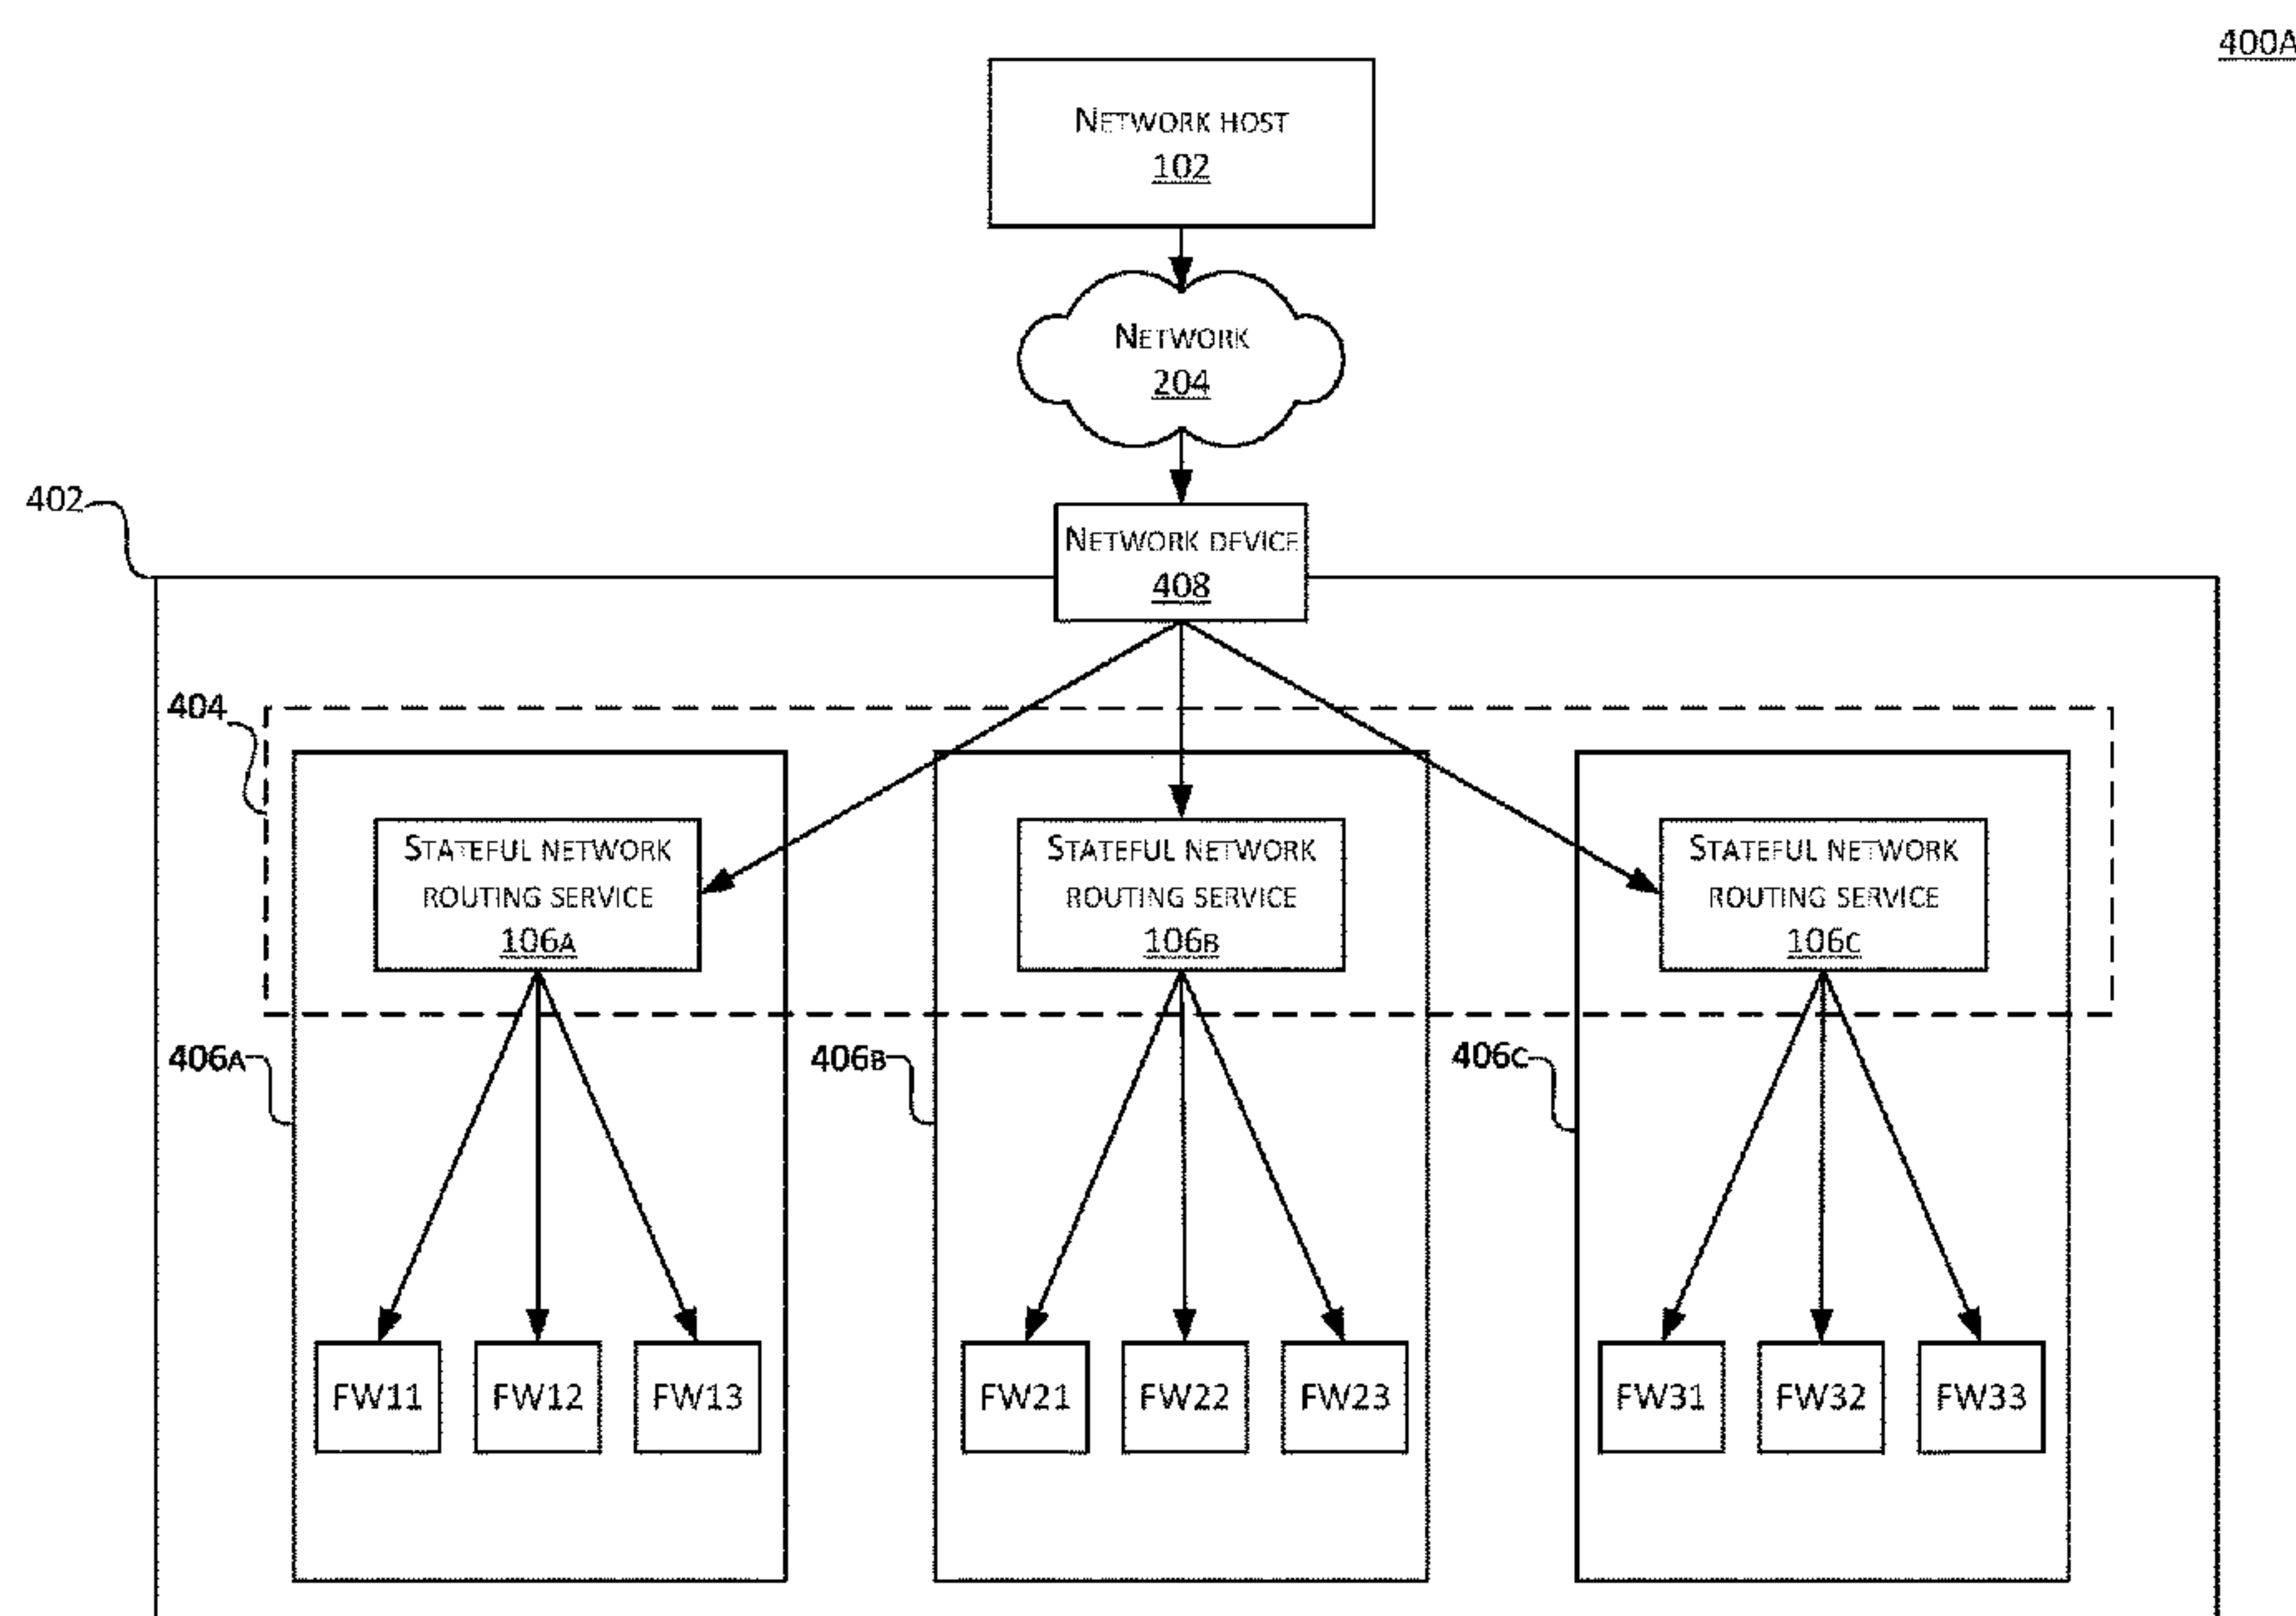 400A
NETWORK HOST
102
NETWORK
204
402
NETWORK DEVICE
408
404
STATEFUL NETWORK
ROUTING SERVICE
106A
STATEFUL NETWORK
ROUTING SERVICE
106B
STATEFUL NETWORK
ROUTING SERVICE
106C
406A
406B
406C
FW11
FW12
FW13
FW21
FW22
FW23
FW31
FW32
FW33